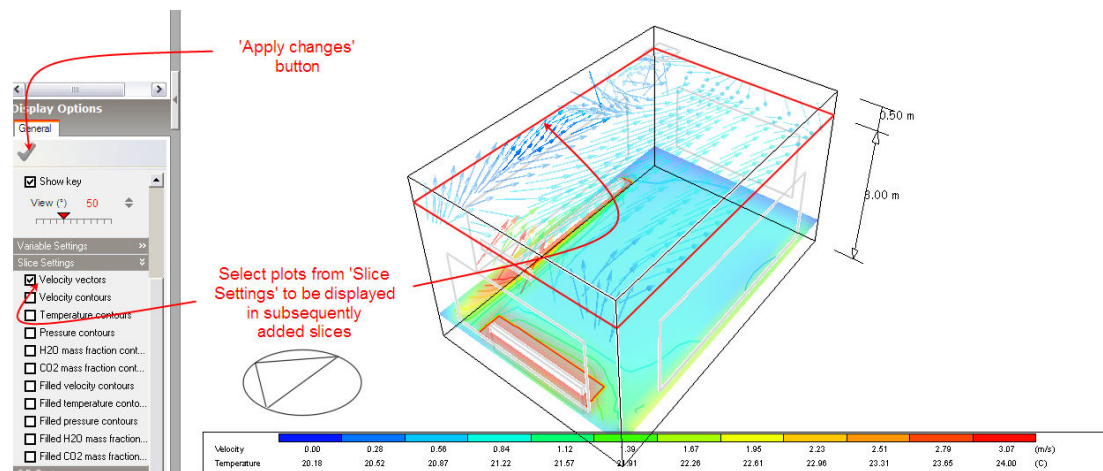 'Apply changes'
button
Display Options
General
Show key
View (°) 50
Variable Settings
Slice Settings
Velocity vectors
Velocity contours
Temperature contours
Pressure contours
H2O mass fraction cont...
CO2 mass fraction cont...
Filled velocity contours
Filled temperature conto...
Filled pressure contours
Filled H2O mass fraction...
Filled CO2 mass fraction...
Select plots from 'Slice
Settings' to be displayed
in subsequently
added slices
0.50 m
3.00 m
Velocity 0.00 0.28 0.56 0.84 1.12 1.39 1.67 1.95 2.23 2.51 2.79 3.07 (m/s)
Temperature 20.18 20.52 20.87 21.22 21.57 21.91 22.26 22.61 22.96 23.31 23.65 24.00 (C)